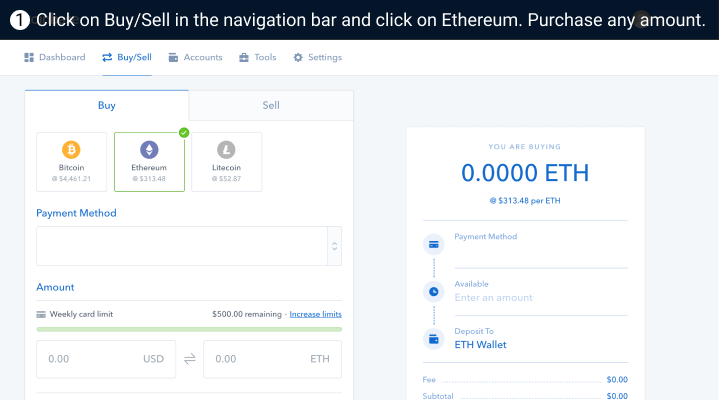 1 Click on Buy/Sell in the navigation bar and click on Ethereum. Purchase any amount.
Dashboard Buy/Sell Accounts Tools Settings
Buy Sell
Bitcoin
@ $4,461.21
Ethereum
@ $313.48
Litecoin
@ $52.87
Payment Method
Amount
Weekly card limit $500.00 remaining · Increase limits
0.00 USD 0.00 ETH
YOU ARE BUYING
0.0000 ETH
@ $313.48 per ETH
Payment Method
Available
Enter an amount
Deposit To
ETH Wallet
Fee $0.00
Subtotal $0.00